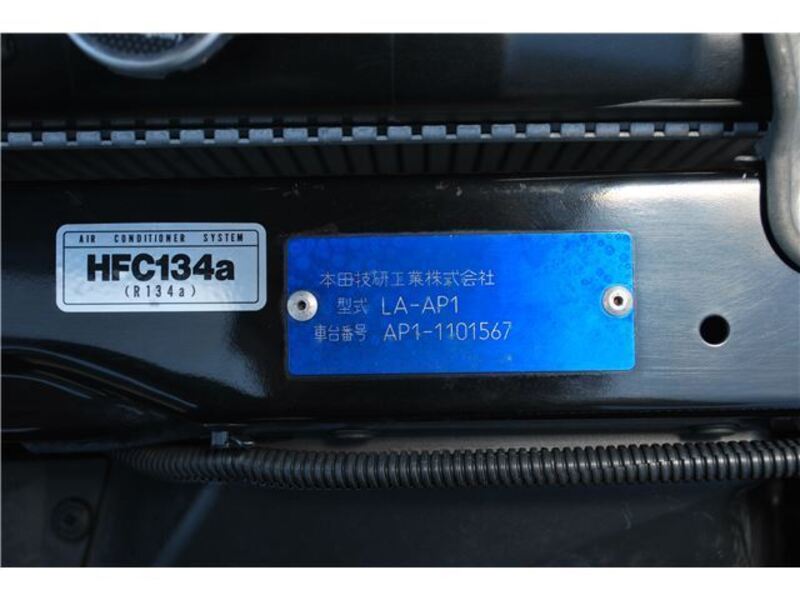 AIR CONDITIONER SYSTEM
HFC134a
(R134a)
本田技研工業株式会社
型式 LA-AP1
車台番号 AP1-1101567